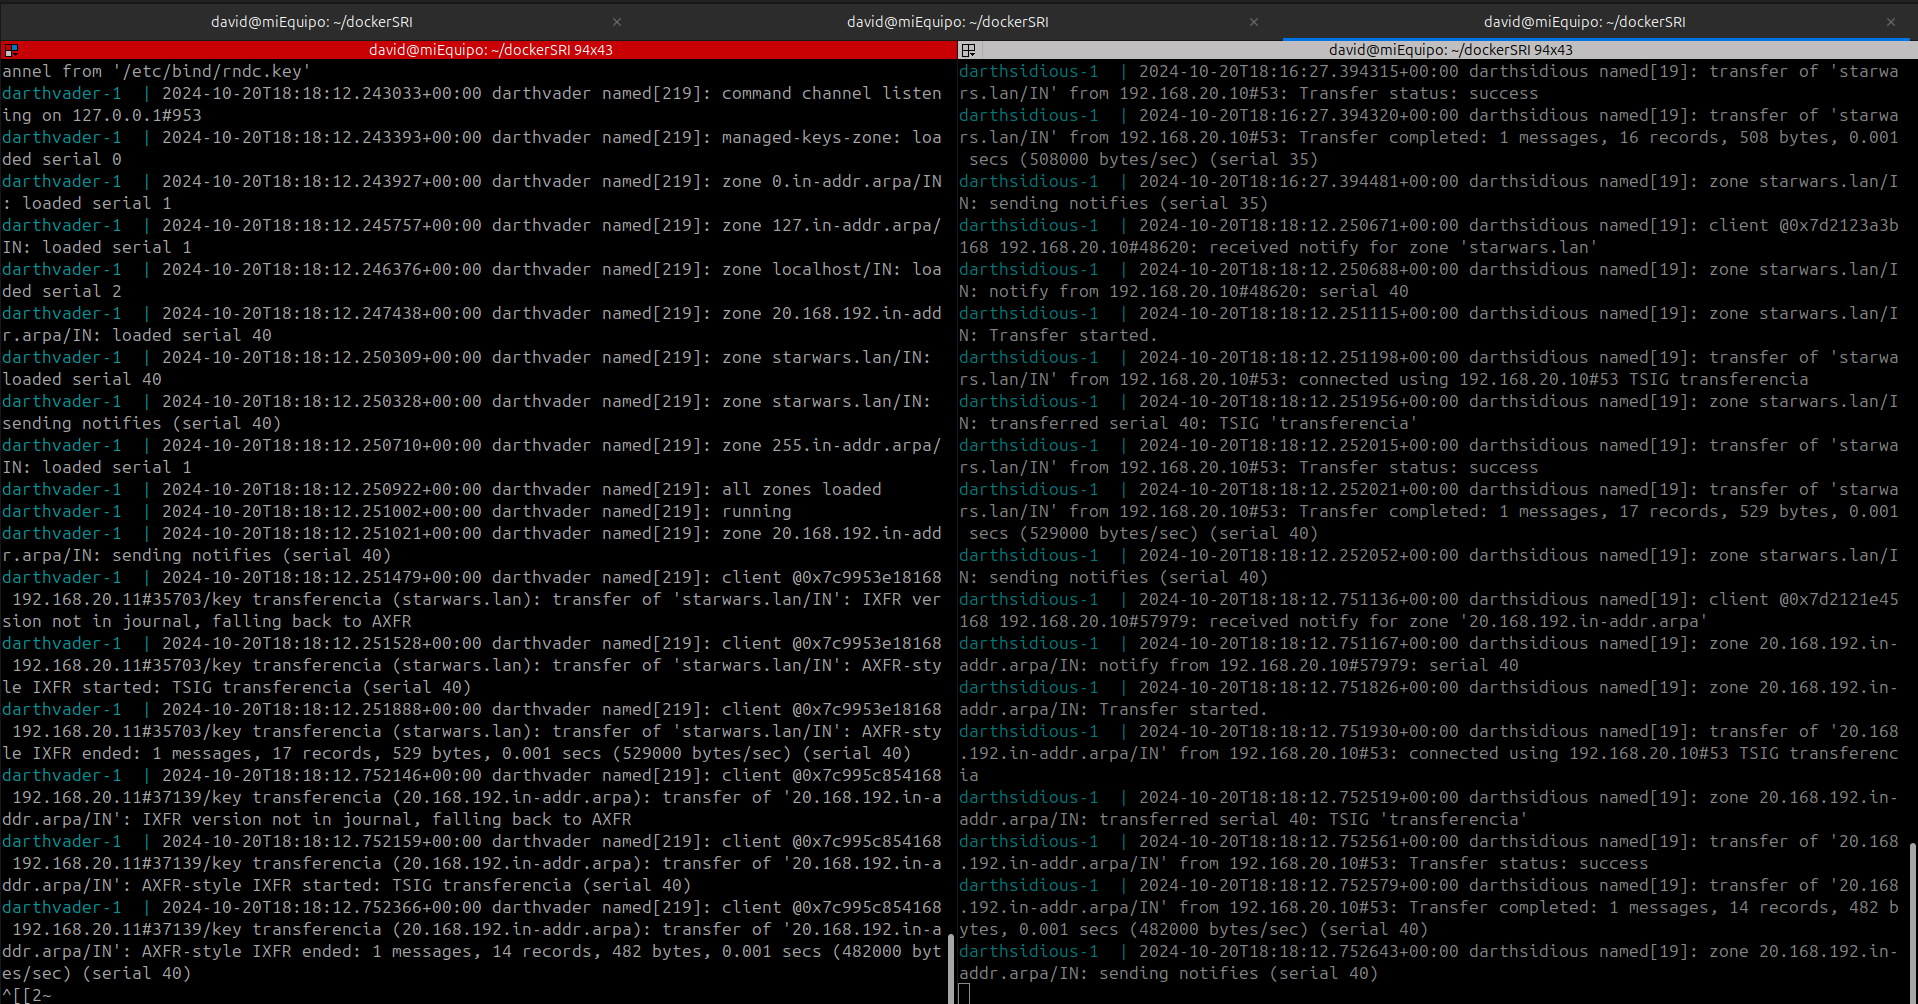 david@miEquipo: ~/dockerSRI
david@miEquipo: ~/dockerSRI
david@miEquipo: ~/dockerSRI
david@miEquipo: ~/dockerSRI 94x43
annel from '/etc/bind/rndc.key'
darthvader-1  | 2024-10-20T18:18:12.243033+00:00 darthvader named[219]: command channel listen
ing on 127.0.0.1#953
darthvader-1  | 2024-10-20T18:18:12.243393+00:00 darthvader named[219]: managed-keys-zone: loa
ded serial 0
darthvader-1  | 2024-10-20T18:18:12.243927+00:00 darthvader named[219]: zone 0.in-addr.arpa/IN
: loaded serial 1
darthvader-1  | 2024-10-20T18:18:12.245757+00:00 darthvader named[219]: zone 127.in-addr.arpa/
IN: loaded serial 1
darthvader-1  | 2024-10-20T18:18:12.246376+00:00 darthvader named[219]: zone localhost/IN: loa
ded serial 2
darthvader-1  | 2024-10-20T18:18:12.247438+00:00 darthvader named[219]: zone 20.168.192.in-add
r.arpa/IN: loaded serial 40
darthvader-1  | 2024-10-20T18:18:12.250309+00:00 darthvader named[219]: zone starwars.lan/IN:
loaded serial 40
darthvader-1  | 2024-10-20T18:18:12.250328+00:00 darthvader named[219]: zone starwars.lan/IN:
sending notifies (serial 40)
darthvader-1  | 2024-10-20T18:18:12.250710+00:00 darthvader named[219]: zone 255.in-addr.arpa/
IN: loaded serial 1
darthvader-1  | 2024-10-20T18:18:12.250922+00:00 darthvader named[219]: all zones loaded
darthvader-1  | 2024-10-20T18:18:12.251002+00:00 darthvader named[219]: running
darthvader-1  | 2024-10-20T18:18:12.251021+00:00 darthvader named[219]: zone 20.168.192.in-add
r.arpa/IN: sending notifies (serial 40)
darthvader-1  | 2024-10-20T18:18:12.251479+00:00 darthvader named[219]: client @0x7c9953e18168
192.168.20.11#35703/key transferencia (starwars.lan): transfer of 'starwars.lan/IN': IXFR ver
sion not in journal, falling back to AXFR
darthvader-1  | 2024-10-20T18:18:12.251528+00:00 darthvader named[219]: client @0x7c9953e18168
192.168.20.11#35703/key transferencia (starwars.lan): transfer of 'starwars.lan/IN': AXFR-sty
le IXFR started: TSIG transferencia (serial 40)
darthvader-1  | 2024-10-20T18:18:12.251888+00:00 darthvader named[219]: client @0x7c9953e18168
192.168.20.11#35703/key transferencia (starwars.lan): transfer of 'starwars.lan/IN': AXFR-sty
le IXFR ended: 1 messages, 17 records, 529 bytes, 0.001 secs (529000 bytes/sec) (serial 40)
darthvader-1  | 2024-10-20T18:18:12.752146+00:00 darthvader named[219]: client @0x7c995c854168
192.168.20.11#37139/key transferencia (20.168.192.in-addr.arpa): transfer of '20.168.192.in-a
ddr.arpa/IN': IXFR version not in journal, falling back to AXFR
darthvader-1  | 2024-10-20T18:18:12.752159+00:00 darthvader named[219]: client @0x7c995c854168
192.168.20.11#37139/key transferencia (20.168.192.in-addr.arpa): transfer of '20.168.192.in-a
ddr.arpa/IN': AXFR-style IXFR started: TSIG transferencia (serial 40)
darthvader-1  | 2024-10-20T18:18:12.752366+00:00 darthvader named[219]: client @0x7c995c854168
192.168.20.11#37139/key transferencia (20.168.192.in-addr.arpa): transfer of '20.168.192.in-a
ddr.arpa/IN': AXFR-style IXFR ended: 1 messages, 14 records, 482 bytes, 0.001 secs (482000 byt
es/sec) (serial 40)
^[[2~
david@miEquipo: ~/dockerSRI 94x43
darthsidious-1  | 2024-10-20T18:16:27.394315+00:00 darthsidious named[19]: transfer of 'starwa
rs.lan/IN' from 192.168.20.10#53: Transfer status: success
darthsidious-1  | 2024-10-20T18:16:27.394320+00:00 darthsidious named[19]: transfer of 'starwa
rs.lan/IN' from 192.168.20.10#53: Transfer completed: 1 messages, 16 records, 508 bytes, 0.001
secs (508000 bytes/sec) (serial 35)
darthsidious-1  | 2024-10-20T18:16:27.394481+00:00 darthsidious named[19]: zone starwars.lan/I
N: sending notifies (serial 35)
darthsidious-1  | 2024-10-20T18:18:12.250671+00:00 darthsidious named[19]: client @0x7d2123a3b
168 192.168.20.10#48620: received notify for zone 'starwars.lan'
darthsidious-1  | 2024-10-20T18:18:12.250688+00:00 darthsidious named[19]: zone starwars.lan/I
N: notify from 192.168.20.10#48620: serial 40
darthsidious-1  | 2024-10-20T18:18:12.251115+00:00 darthsidious named[19]: zone starwars.lan/I
N: Transfer started.
darthsidious-1  | 2024-10-20T18:18:12.251198+00:00 darthsidious named[19]: transfer of 'starwa
rs.lan/IN' from 192.168.20.10#53: connected using 192.168.20.10#53 TSIG transferencia
darthsidious-1  | 2024-10-20T18:18:12.251956+00:00 darthsidious named[19]: zone starwars.lan/I
N: transferred serial 40: TSIG 'transferencia'
darthsidious-1  | 2024-10-20T18:18:12.252015+00:00 darthsidious named[19]: transfer of 'starwa
rs.lan/IN' from 192.168.20.10#53: Transfer status: success
darthsidious-1  | 2024-10-20T18:18:12.252021+00:00 darthsidious named[19]: transfer of 'starwa
rs.lan/IN' from 192.168.20.10#53: Transfer completed: 1 messages, 17 records, 529 bytes, 0.001
secs (529000 bytes/sec) (serial 40)
darthsidious-1  | 2024-10-20T18:18:12.252052+00:00 darthsidious named[19]: zone starwars.lan/I
N: sending notifies (serial 40)
darthsidious-1  | 2024-10-20T18:18:12.751136+00:00 darthsidious named[19]: client @0x7d2121e45
168 192.168.20.10#57979: received notify for zone '20.168.192.in-addr.arpa'
darthsidious-1  | 2024-10-20T18:18:12.751167+00:00 darthsidious named[19]: zone 20.168.192.in-
addr.arpa/IN: notify from 192.168.20.10#57979: serial 40
darthsidious-1  | 2024-10-20T18:18:12.751826+00:00 darthsidious named[19]: zone 20.168.192.in-
addr.arpa/IN: Transfer started.
darthsidious-1  | 2024-10-20T18:18:12.751930+00:00 darthsidious named[19]: transfer of '20.168
.192.in-addr.arpa/IN' from 192.168.20.10#53: connected using 192.168.20.10#53 TSIG transferenc
ia
darthsidious-1  | 2024-10-20T18:18:12.752519+00:00 darthsidious named[19]: zone 20.168.192.in-
addr.arpa/IN: transferred serial 40: TSIG 'transferencia'
darthsidious-1  | 2024-10-20T18:18:12.752561+00:00 darthsidious named[19]: transfer of '20.168
.192.in-addr.arpa/IN' from 192.168.20.10#53: Transfer status: success
darthsidious-1  | 2024-10-20T18:18:12.752579+00:00 darthsidious named[19]: transfer of '20.168
.192.in-addr.arpa/IN' from 192.168.20.10#53: Transfer completed: 1 messages, 14 records, 482 b
ytes, 0.001 secs (482000 bytes/sec) (serial 40)
darthsidious-1  | 2024-10-20T18:18:12.752643+00:00 darthsidious named[19]: zone 20.168.192.in-
addr.arpa/IN: sending notifies (serial 40)